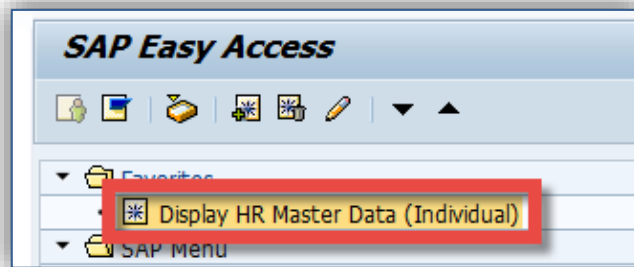 SAP Easy Access
Favorites
Display HR Master Data (Individual)
SAP Menu